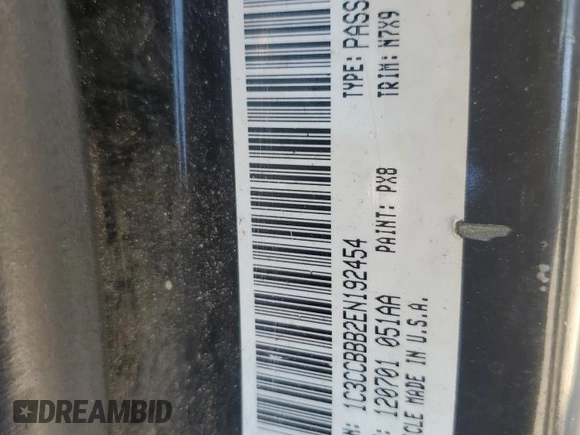 TYPE: PASS
N: 1C3CCBBB2EN192454
TRIM: N7X9
PAINT: PX8
: 120701 051AA
CLE MADE IN U.S.A.
DREAMBID